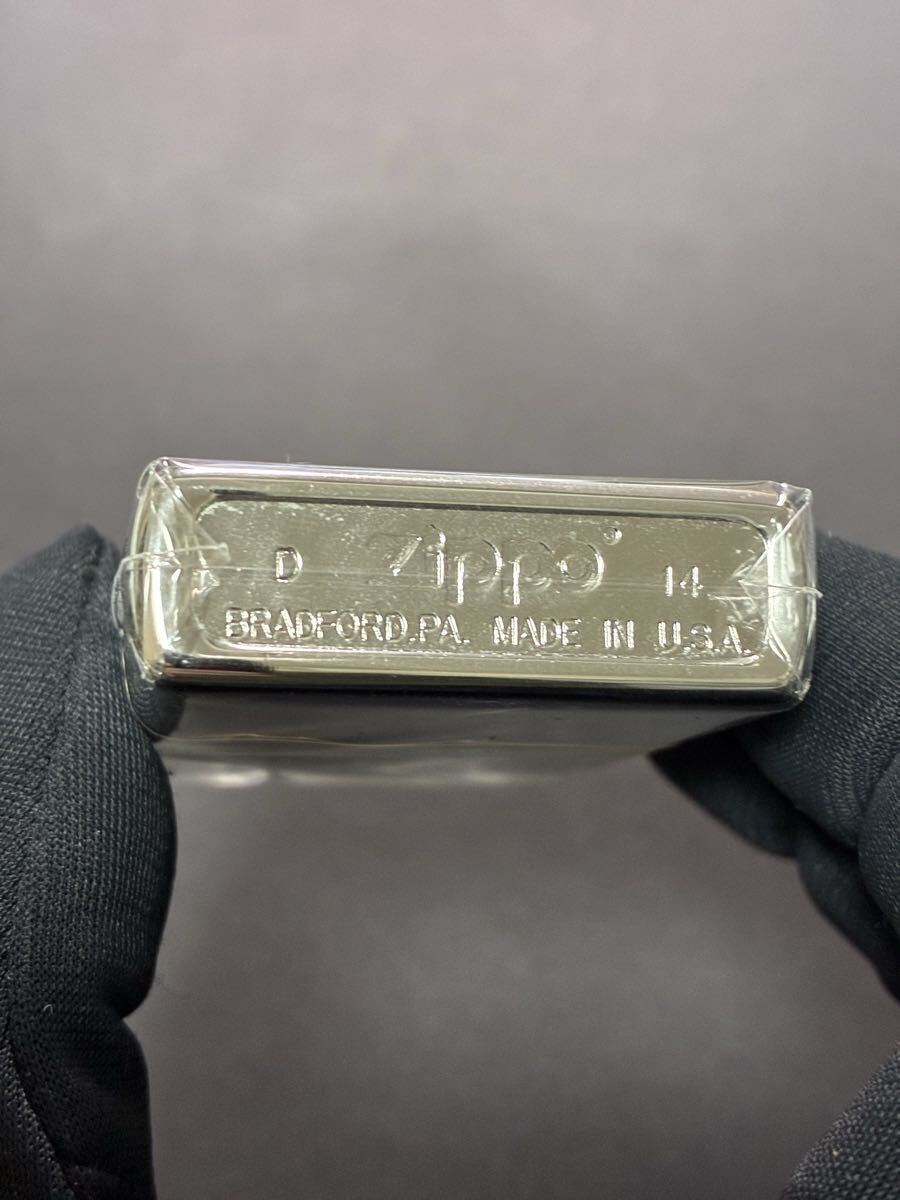 D Zippo® 14
BRADFORD,PA. MADE IN U.S.A.